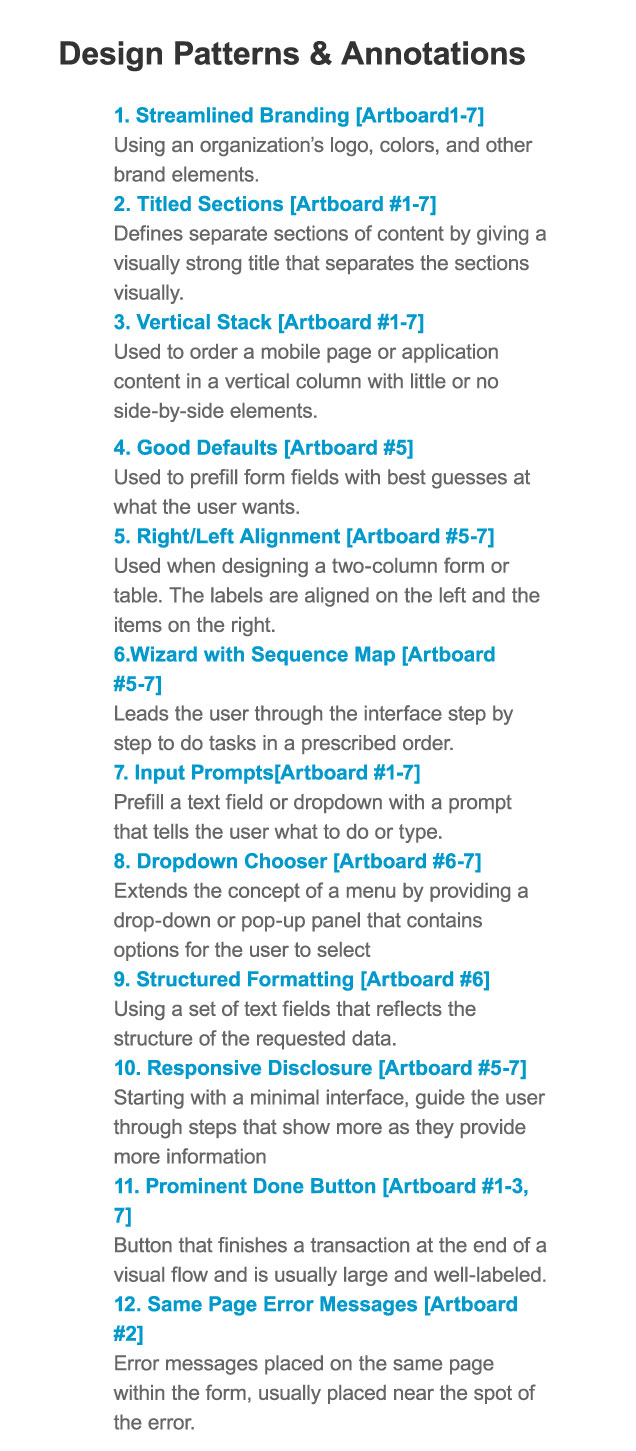 Design Patterns & Annotations
1. Streamlined Branding [Artboard1-7]
Using an organization’s logo, colors, and other
brand elements.
2. Titled Sections [Artboard #1-7]
Defines separate sections of content by giving a
visually strong title that separates the sections
visually.
3. Vertical Stack [Artboard #1-7]
Used to order a mobile page or application
content in a vertical column with little or no
side-by-side elements.
4. Good Defaults [Artboard #5]
Used to prefill form fields with best guesses at
what the user wants.
5. Right/Left Alignment [Artboard #5-7]
Used when designing a two-column form or
table. The labels are aligned on the left and the
items on the right.
6.Wizard with Sequence Map [Artboard
#5-7]
Leads the user through the interface step by
step to do tasks in a prescribed order.
7. Input Prompts[Artboard #1-7]
Prefill a text field or dropdown with a prompt
that tells the user what to do or type.
8. Dropdown Chooser [Artboard #6-7]
Extends the concept of a menu by providing a
drop-down or pop-up panel that contains
options for the user to select
9. Structured Formatting [Artboard #6]
Using a set of text fields that reflects the
structure of the requested data.
10. Responsive Disclosure [Artboard #5-7]
Starting with a minimal interface, guide the user
through steps that show more as they provide
more information
11. Prominent Done Button [Artboard #1-3,
7]
Button that finishes a transaction at the end of a
visual flow and is usually large and well-labeled.
12. Same Page Error Messages [Artboard
#2]
Error messages placed on the same page
within the form, usually placed near the spot of
the error.